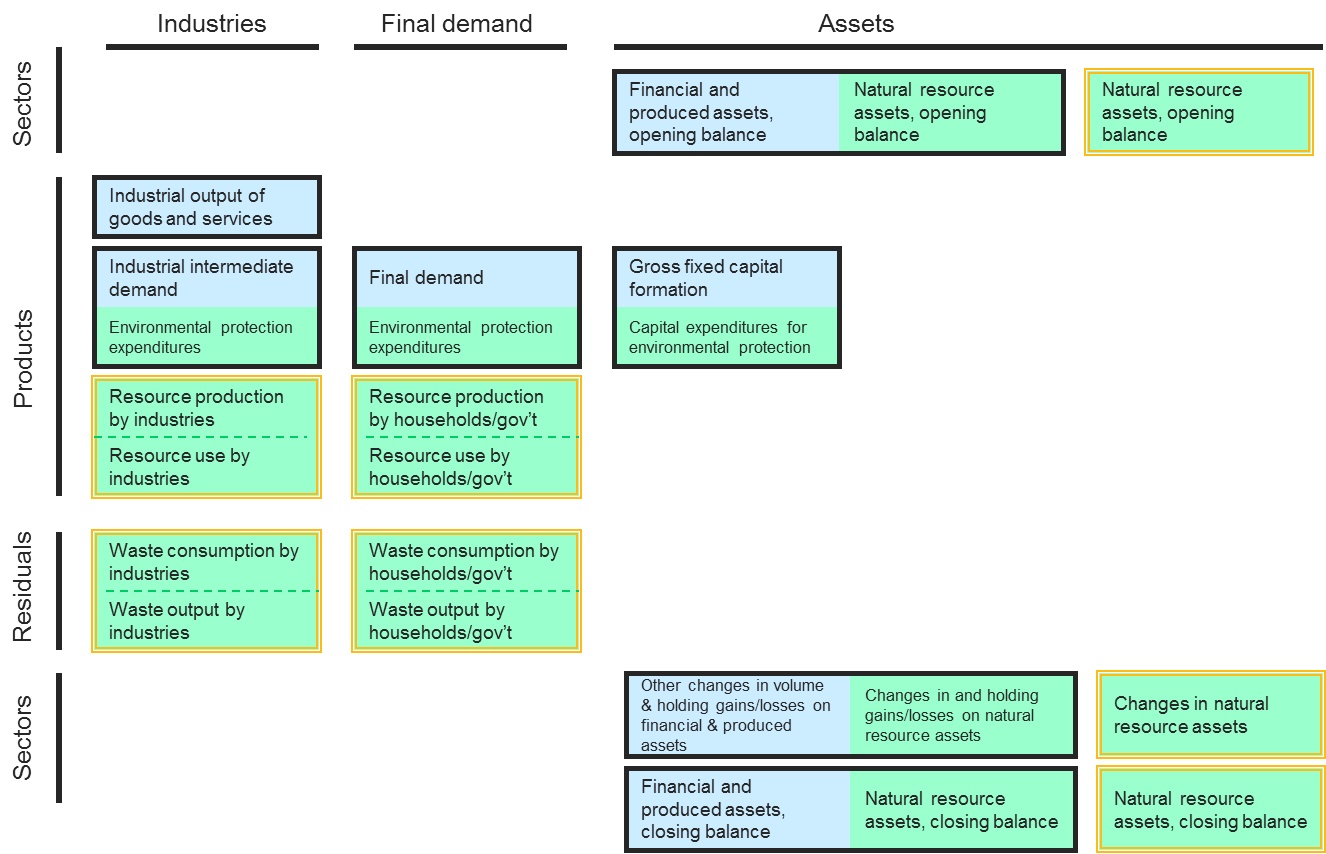 Industries
Final demand
Assets
Sectors
Financial and
produced assets,
opening balance
Natural resource
assets, opening
balance
Natural resource
assets, opening
balance
Products
Industrial output of
goods and services
Industrial intermediate
demand
Environmental protection
expenditures
Final demand
Environmental protection
expenditures
Gross fixed capital
formation
Capital expenditures for
environmental protection
Resource production
by industries
Resource use by
industries
Resource production
by households/gov’t
Resource use by
households/gov’t
Residuals
Waste consumption by
industries
Waste output by
industries
Waste consumption by
households/gov’t
Waste output by
households/gov’t
Sectors
Other changes in volume
& holding gains/losses on
financial & produced
assets
Changes in and holding
gains/losses on natural
resource assets
Changes in natural
resource assets
Financial and
produced assets,
closing balance
Natural resource
assets, closing balance
Natural resource
assets, closing balance